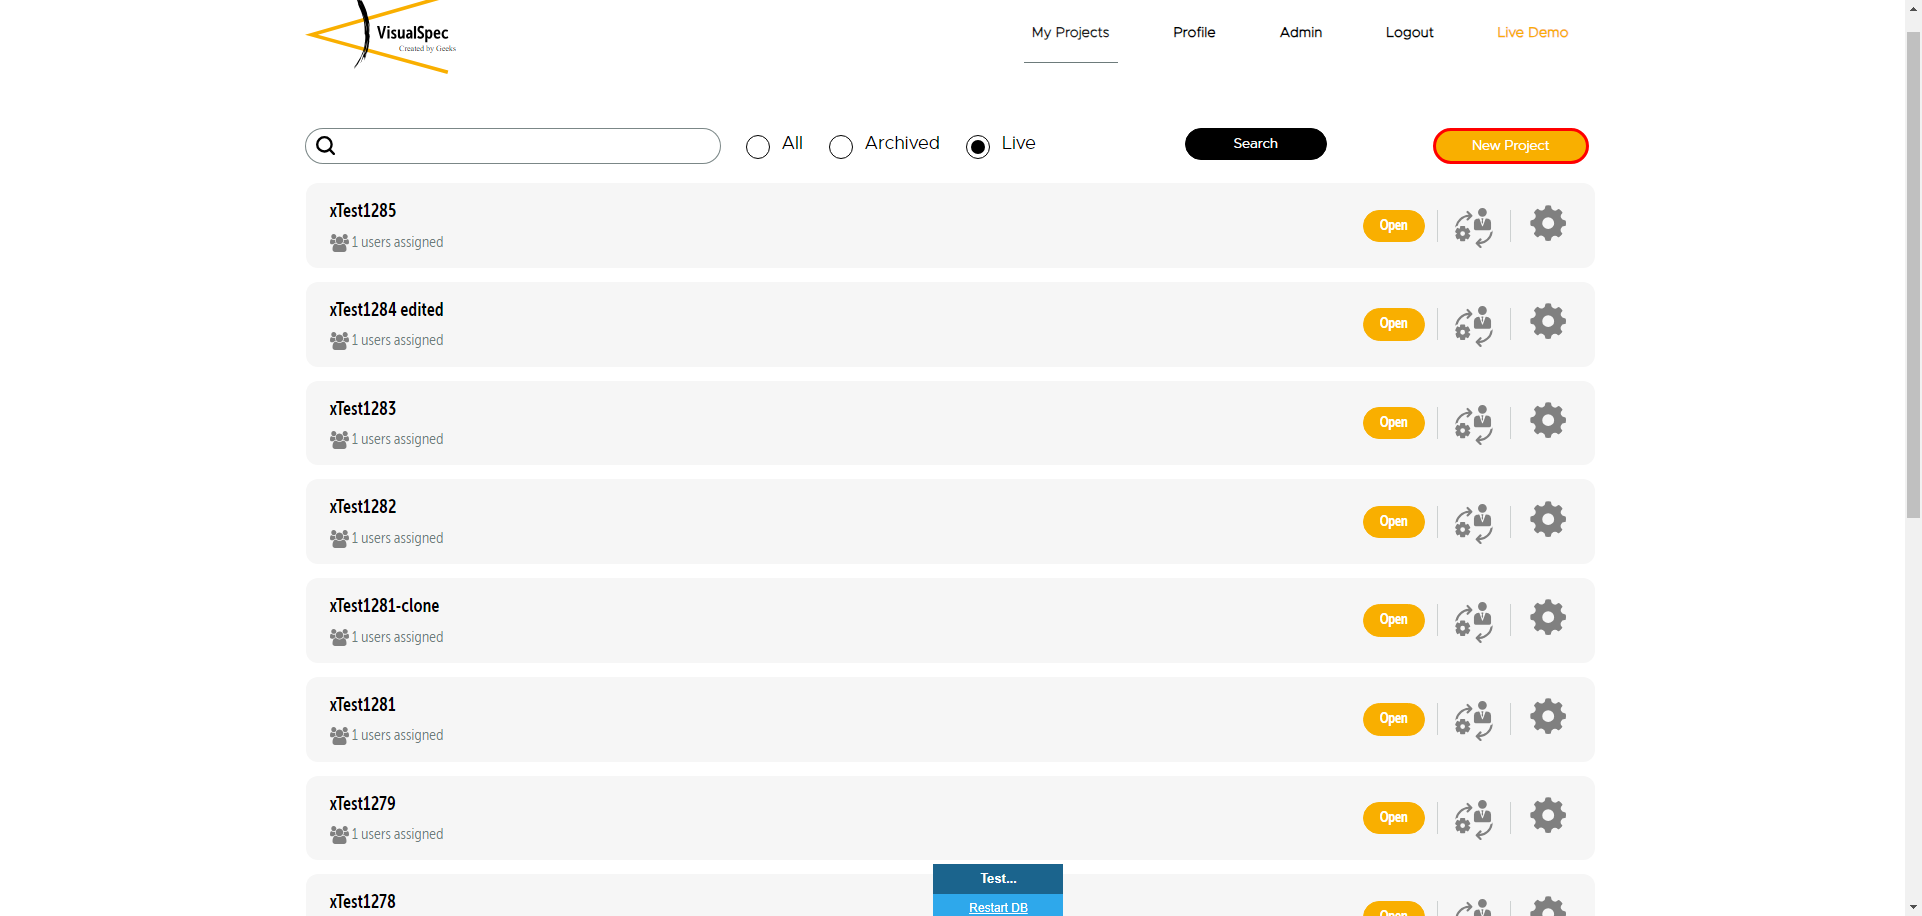 VisualSpec
Created by Geeks
My Projects Profile Admin Logout Live Demo
All Archived Live Search New Project
xTest1285
1 users assigned
Open
xTest1284 edited
1 users assigned
Open
xTest1283
1 users assigned
Open
xTest1282
1 users assigned
Open
xTest1281-clone
1 users assigned
Open
xTest1281
1 users assigned
Open
xTest1279
1 users assigned
Open
xTest1278
Open
Test...
Restart DB